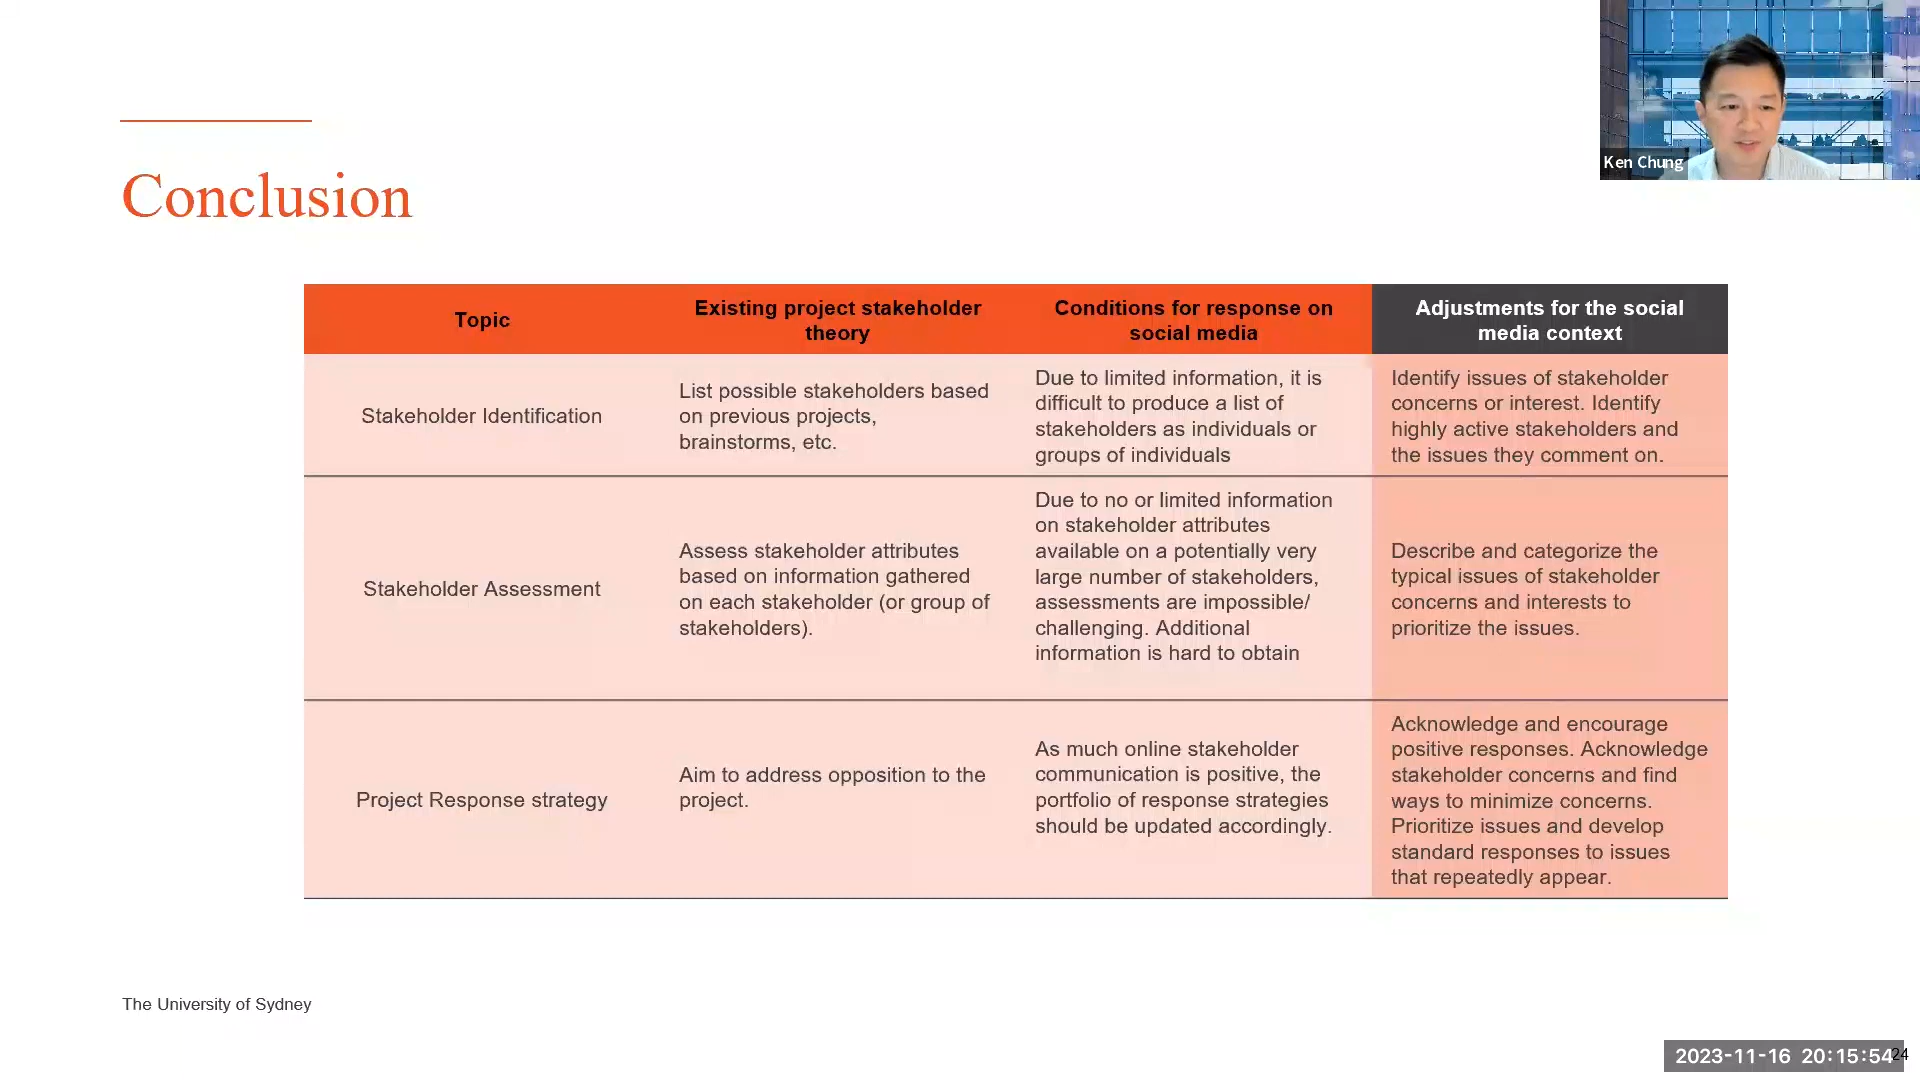 Ken Chung
Conclusion
Topic
Existing project stakeholder
theory
Conditions for response on
social media
Adjustments for the social
media context
Stakeholder Identification
List possible stakeholders based
on previous projects,
brainstorms, etc.
Due to limited information, it is
difficult to produce a list of
stakeholders as individuals or
groups of individuals
Identify issues of stakeholder
concerns or interest. Identify
highly active stakeholders and
the issues they comment on.
Stakeholder Assessment
Assess stakeholder attributes
based on information gathered
on each stakeholder (or group of
stakeholders).
Due to no or limited information
on stakeholder attributes
available on a potentially very
large number of stakeholders,
assessments are impossible/
challenging. Additional
information is hard to obtain
Describe and categorize the
typical issues of stakeholder
concerns and interests to
prioritize the issues.
Project Response strategy
Aim to address opposition to the
project.
As much online stakeholder
communication is positive, the
portfolio of response strategies
should be updated accordingly.
Acknowledge and encourage
positive responses. Acknowledge
stakeholder concerns and find
ways to minimize concerns.
Prioritize issues and develop
standard responses to issues
that repeatedly appear.
The University of Sydney
2023-11-16 20:15:54
24